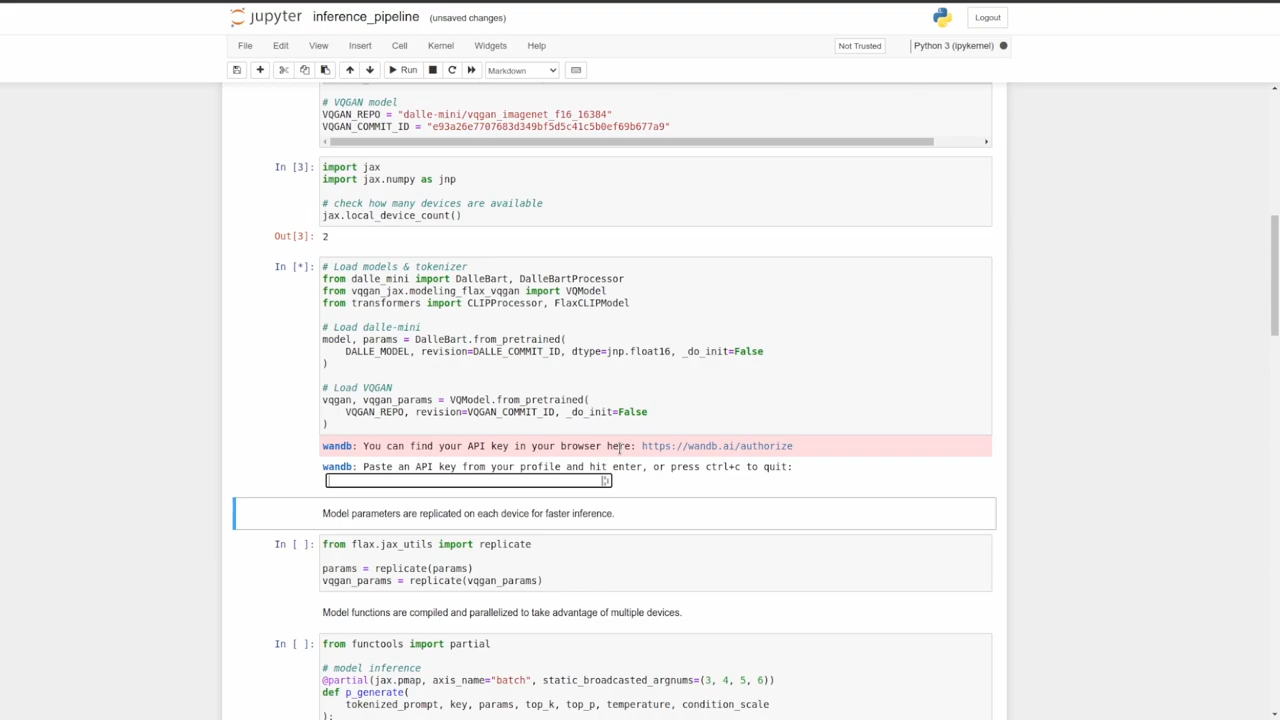 jupyter inference_pipeline (unsaved changes)
Logout
File Edit View Insert Cell Kernel Widgets Help
Not Trusted
Python 3 (ipykernel)
Run
Markdown
# VQGAN model
VQGAN_REPO = "dalle-mini/vqgan_imagenet_f16_16384"
VQGAN_COMMIT_ID = "e93a26e7707683d349bf5d5c41c5b0ef69b677a9"
In [3]:
import jax
import jax.numpy as jnp
# check how many devices are available
jax.local_device_count()
Out[3]: 2
In [*]:
# Load models & tokenizer
from dalle_mini import DalleBart, DalleBartProcessor
from vqgan_jax.modeling_flax_vqgan import VQModel
from transformers import CLIPProcessor, FlaxCLIPModel
# Load dalle-mini
model, params = DalleBart.from_pretrained(
DALLE_MODEL, revision=DALLE_COMMIT_ID, dtype=jnp.float16, _do_init=False
)
# Load VQGAN
vqgan, vqgan_params = VQModel.from_pretrained(
VQGAN_REPO, revision=VQGAN_COMMIT_ID, _do_init=False
)
wandb: You can find your API key in your browser here: https://wandb.ai/authorize
wandb: Paste an API key from your profile and hit enter, or press ctrl+c to quit:
Model parameters are replicated on each device for faster inference.
In [ ]:
from flax.jax_utils import replicate
params = replicate(params)
vqgan_params = replicate(vqgan_params)
Model functions are compiled and parallelized to take advantage of multiple devices.
In [ ]:
from functools import partial
# model inference
@partial(jax.pmap, axis_name="batch", static_broadcasted_argnums=(3, 4, 5, 6))
def p_generate(
tokenized_prompt, key, params, top_k, top_p, temperature, condition_scale
):